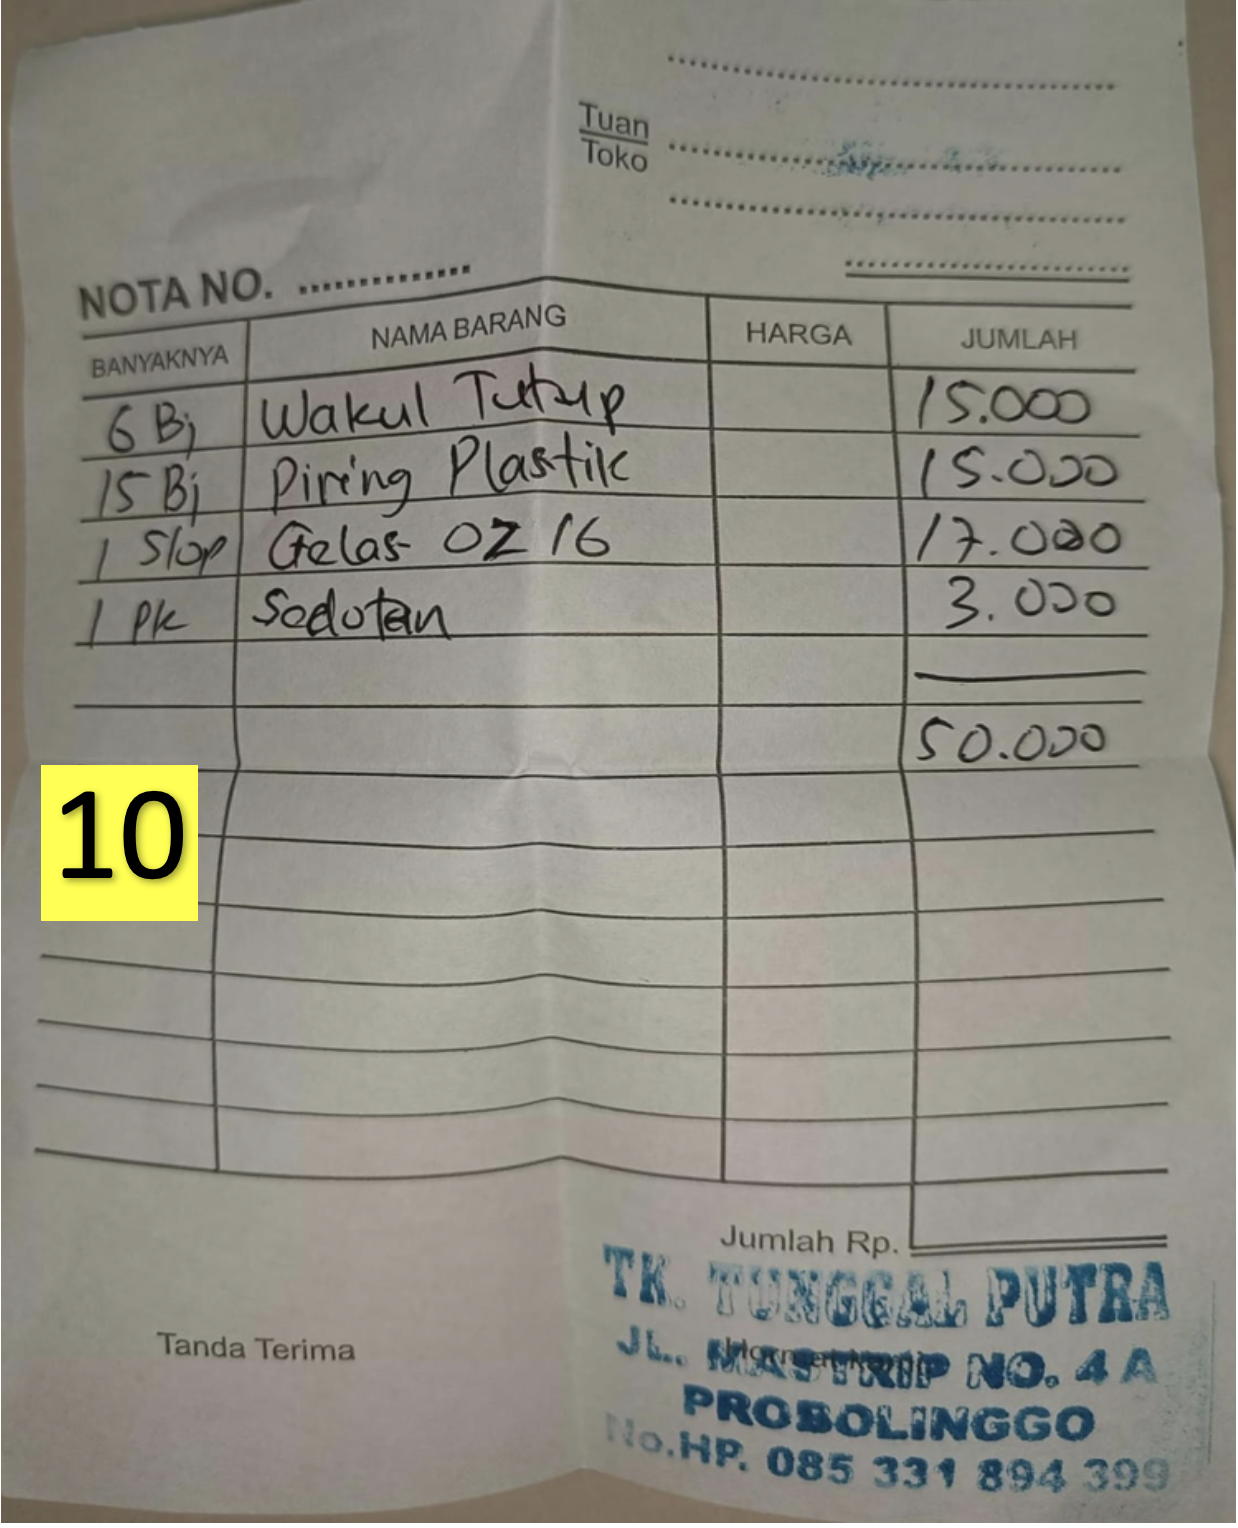 Tuan
Toko
NOTA NO. .............
BANYAKNYA NAMA BARANG HARGA JUMLAH
6 Bj Wakul Tutup 15.000
15 Bj Piring Plastik 15.000
1 Slop Gelas OZ 16 17.000
1 Pk Sedotan 3.000
50.000
10
Jumlah Rp.
TK. TUNGGAL PUTRA
Tanda Terima Hormat kami
JL. MASTRIP NO. 4 A
PROBOLINGGO
No.HP. 085 331 894 399